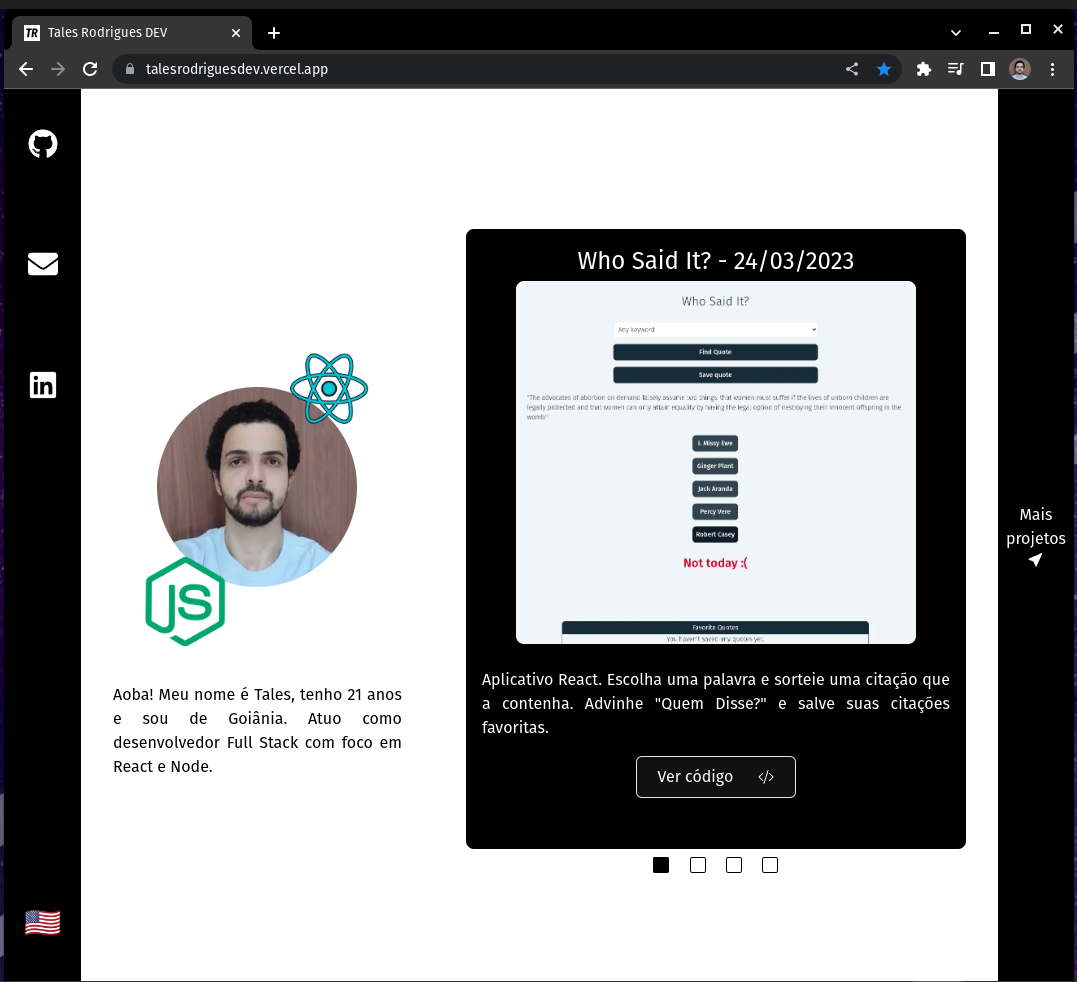 TR Tales Rodrigues DEV
talesrodriguesdev.vercel.app
in
JS
Aoba! Meu nome é Tales, tenho 21 anos
e sou de Goiânia. Atuo como
desenvolvedor Full Stack com foco em
React e Node.
Who Said It? - 24/03/2023
Who Said It?
Any keyword
Find Quote
Save quote
"The advocates of abortion on demand falsely assume two things: that women must suffer if the lives of unborn children are
legally protected and that women can only attain equality by having the legal option of destroying their innocent offspring in the
womb"
I. Missy Ewe
Ginger Plant
Jack Aranda
Percy Vere
Robert Casey
Not today :(
Favorite Quotes
You haven't saved any quotes yet.
Aplicativo React. Escolha uma palavra e sorteie uma citação que
a contenha. Advinhe "Quem Disse?" e salve suas citações
favoritas.
Ver código </>
Mais
projetos